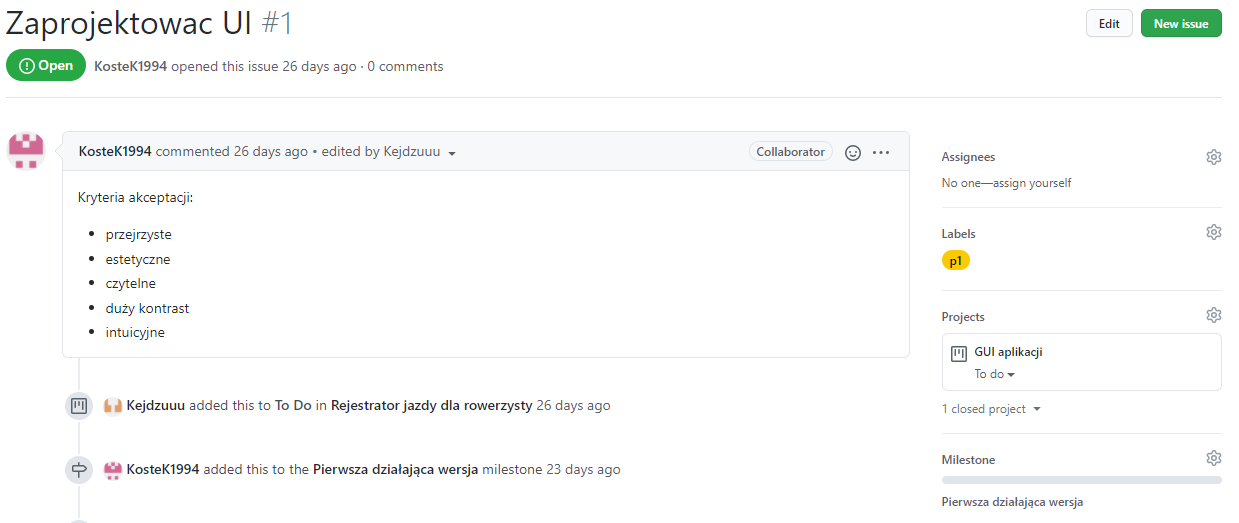 Zaprojektowac UI #1
Edit
New issue
Open
KosteK1994 opened this issue 26 days ago · 0 comments
KosteK1994 commented 26 days ago • edited by Kejdzuuu
Collaborator
Kryteria akceptacji:
przejrzyste
estetyczne
czytelne
duży kontrast
intuicyjne
Kejdzuuu added this to To Do in Rejestrator jazdy dla rowerzysty 26 days ago
KosteK1994 added this to the Pierwsza działająca wersja milestone 23 days ago
Assignees
No one—assign yourself
Labels
p1
Projects
GUI aplikacji
To do
1 closed project
Milestone
Pierwsza działająca wersja